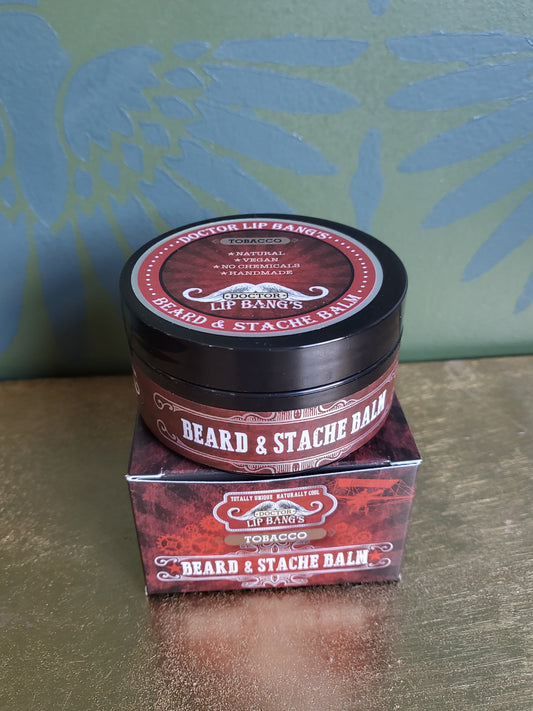 DOCTOR LIP BANG'S
TOBACCO
★NATURAL
★VEGAN
★NO CHEMICALS
★HANDMADE
DOCTOR
LIP BANG'S
BEARD & STACHE BALM
BEARD & STACHE BALM
TOTALLY UNIQUE NATURALLY COOL
DOCTOR
LIP BANG'S
TOBACCO
BEARD & STACHE BALM